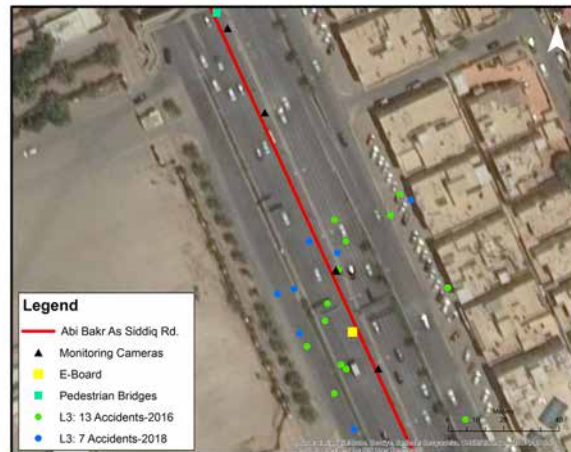 Legend
Abi Bakr As Siddiq Rd.
Monitoring Cameras
E-Board
Pedestrian Bridges
L3: 13 Accidents-2016
L3: 7 Accidents-2018